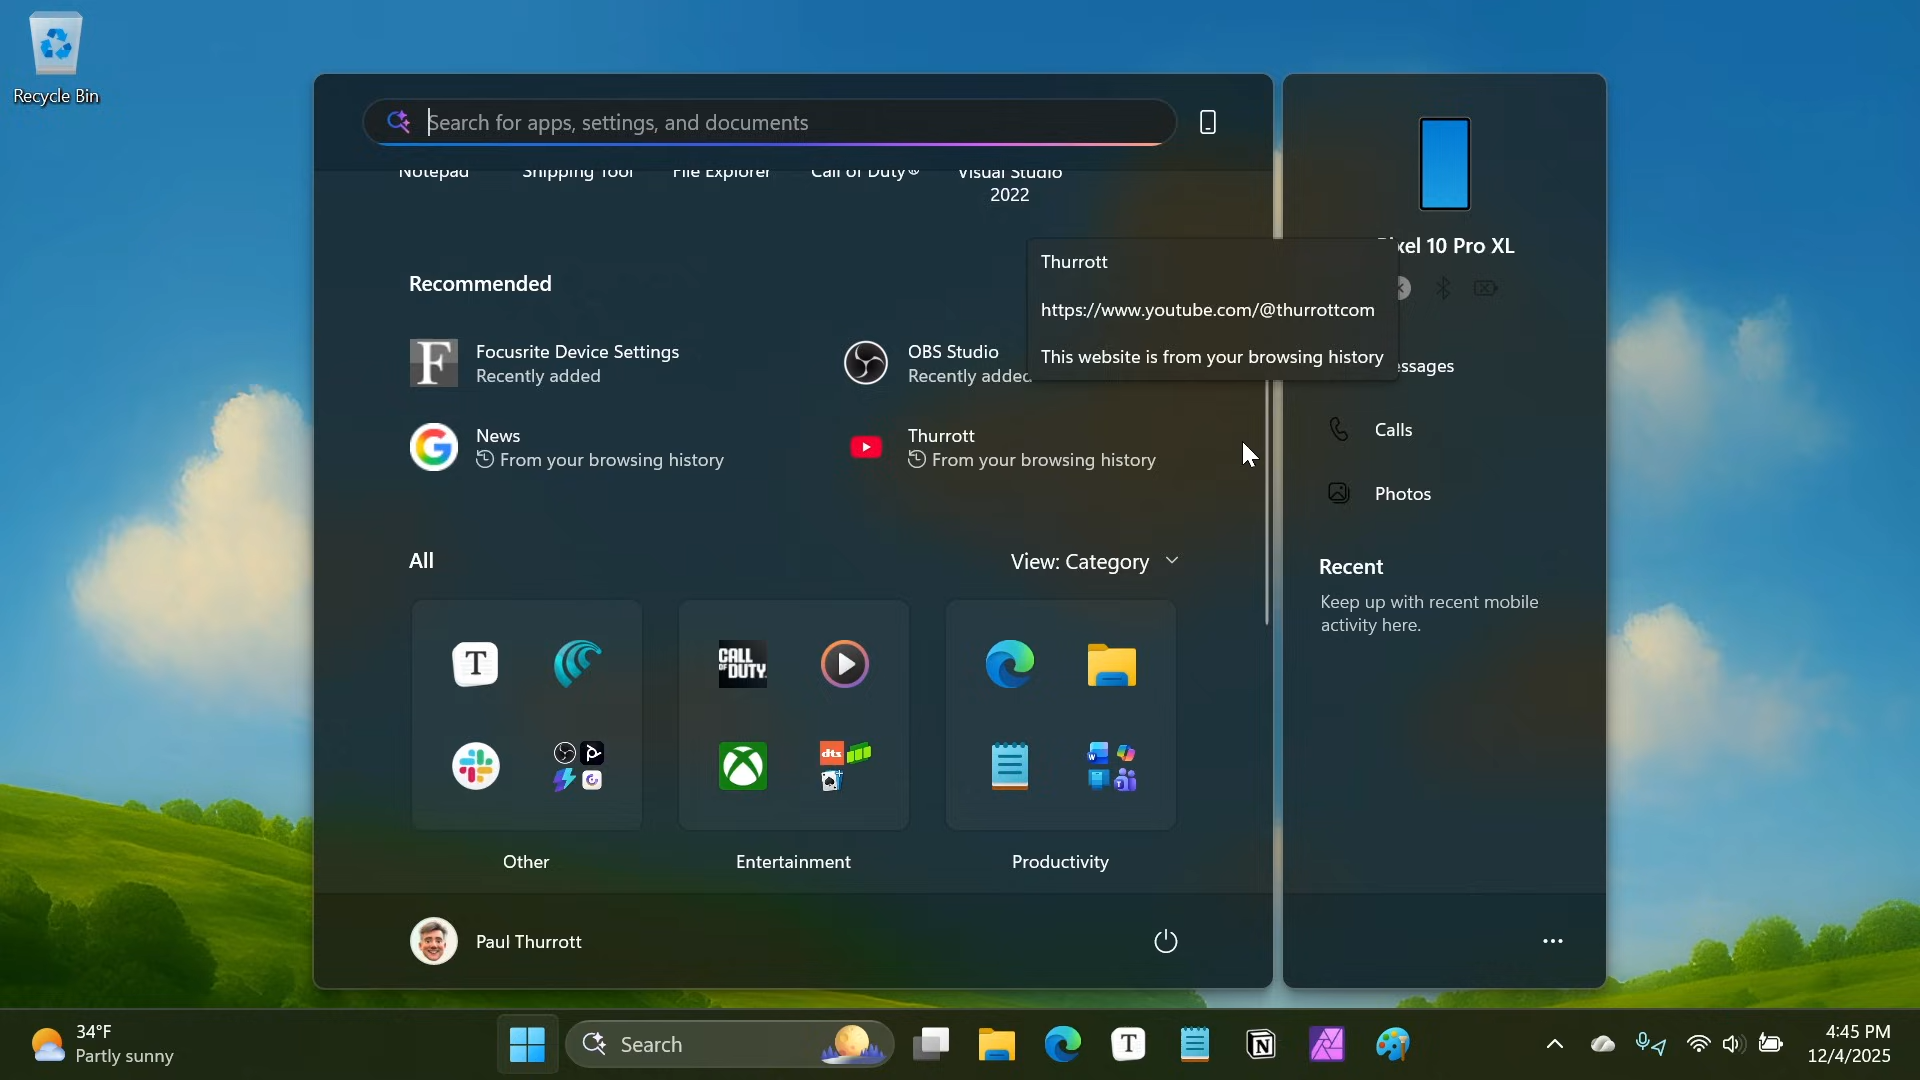 Recycle Bin
Search for apps, settings, and documents
Notepad
Snipping Tool
File Explorer
Call of Duty®
Visual Studio
2022
Recommended
Focusrite Device Settings
Recently added
OBS Studio
Recently added
News
From your browsing history
Thurrott
From your browsing history
Thurrott
https://www.youtube.com/@thurrottcom
This website is from your browsing history
All
View: Category
CALL
OF DUTY
dts
T
F
W
Other
Entertainment
Productivity
Paul Thurrott
xel 10 Pro XL
essages
Calls
Photos
Recent
Keep up with recent mobile
activity here.
34°F
Partly sunny
Search
T
N
4:45 PM
12/4/2025